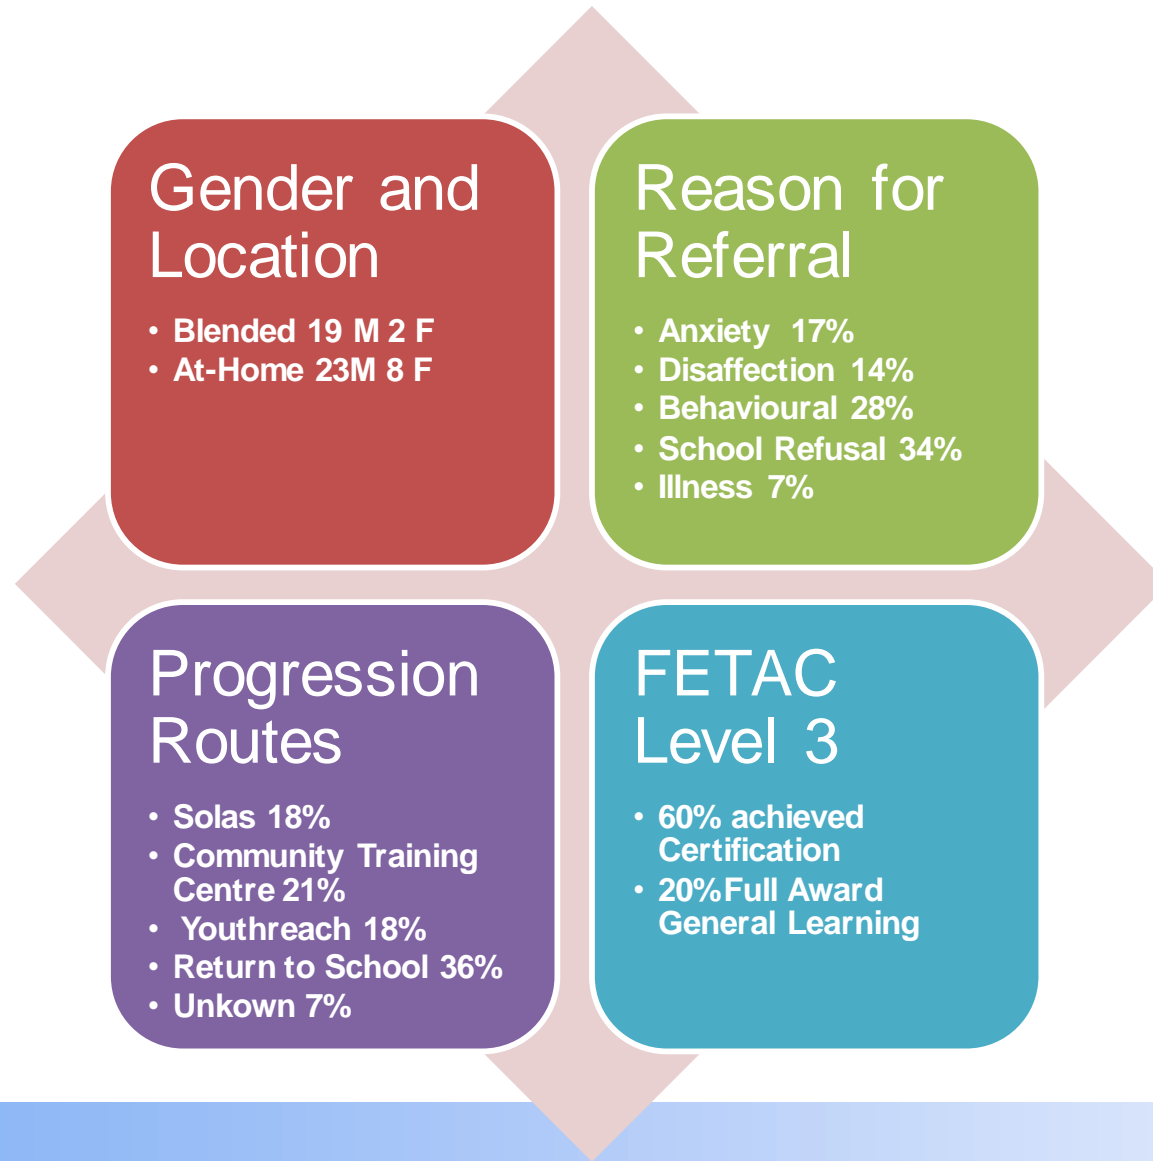 Gender and
Location
• Blended 19 M 2 F
• At-Home 23M 8 F
Reason for
Referral
• Anxiety 17%
• Disaffection 14%
• Behavioural 28%
• School Refusal 34%
• Illness 7%
Progression
Routes
• Solas 18%
• Community Training
Centre 21%
• Youthreach 18%
• Return to School 36%
• Unkown 7%
FETAC
Level 3
• 60% achieved
Certification
• 20%Full Award
General Learning